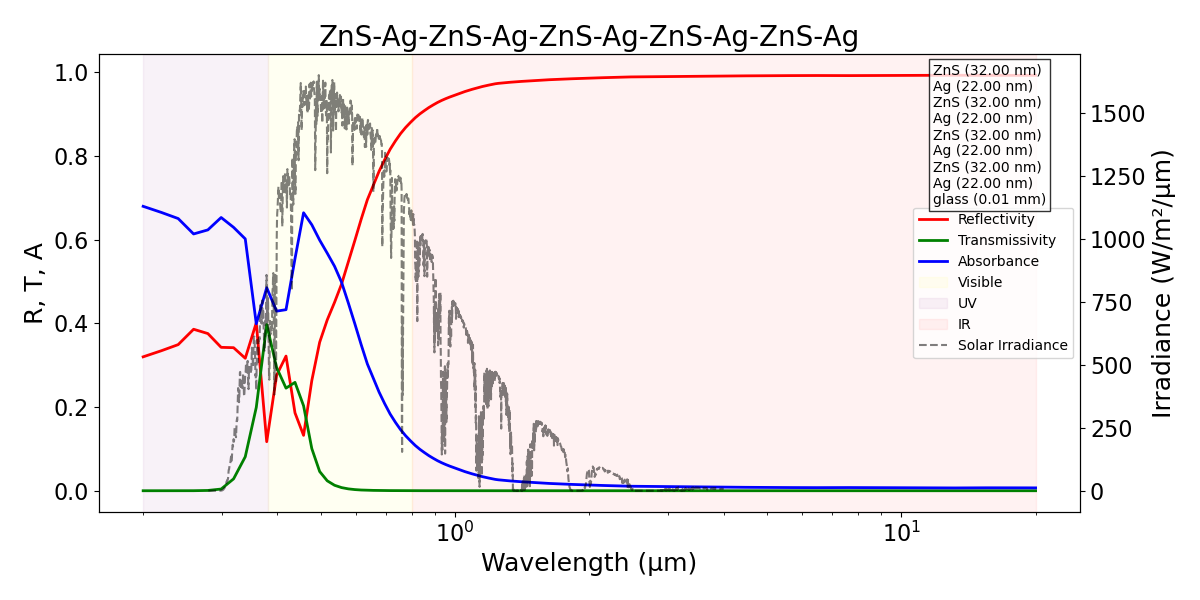 ZnS-Ag-ZnS-Ag-ZnS-Ag-ZnS-Ag-ZnS-Ag
R, T, A
1.0
0.8
0.6
0.4
0.2
0.0
ZnS (32.00 nm)
Ag (22.00 nm)
ZnS (32.00 nm)
Ag (22.00 nm)
ZnS (32.00 nm)
Ag (22.00 nm)
ZnS (32.00 nm)
Ag (22.00 nm)
glass (0.01 mm)
Reflectivity
Transmissivity
Absorbance
Visible
UV
IR
Solar Irradiance
1500
1250
1000
750
500
250
0
Irradiance (W/m²/μm)
10⁰
10¹
Wavelength (μm)